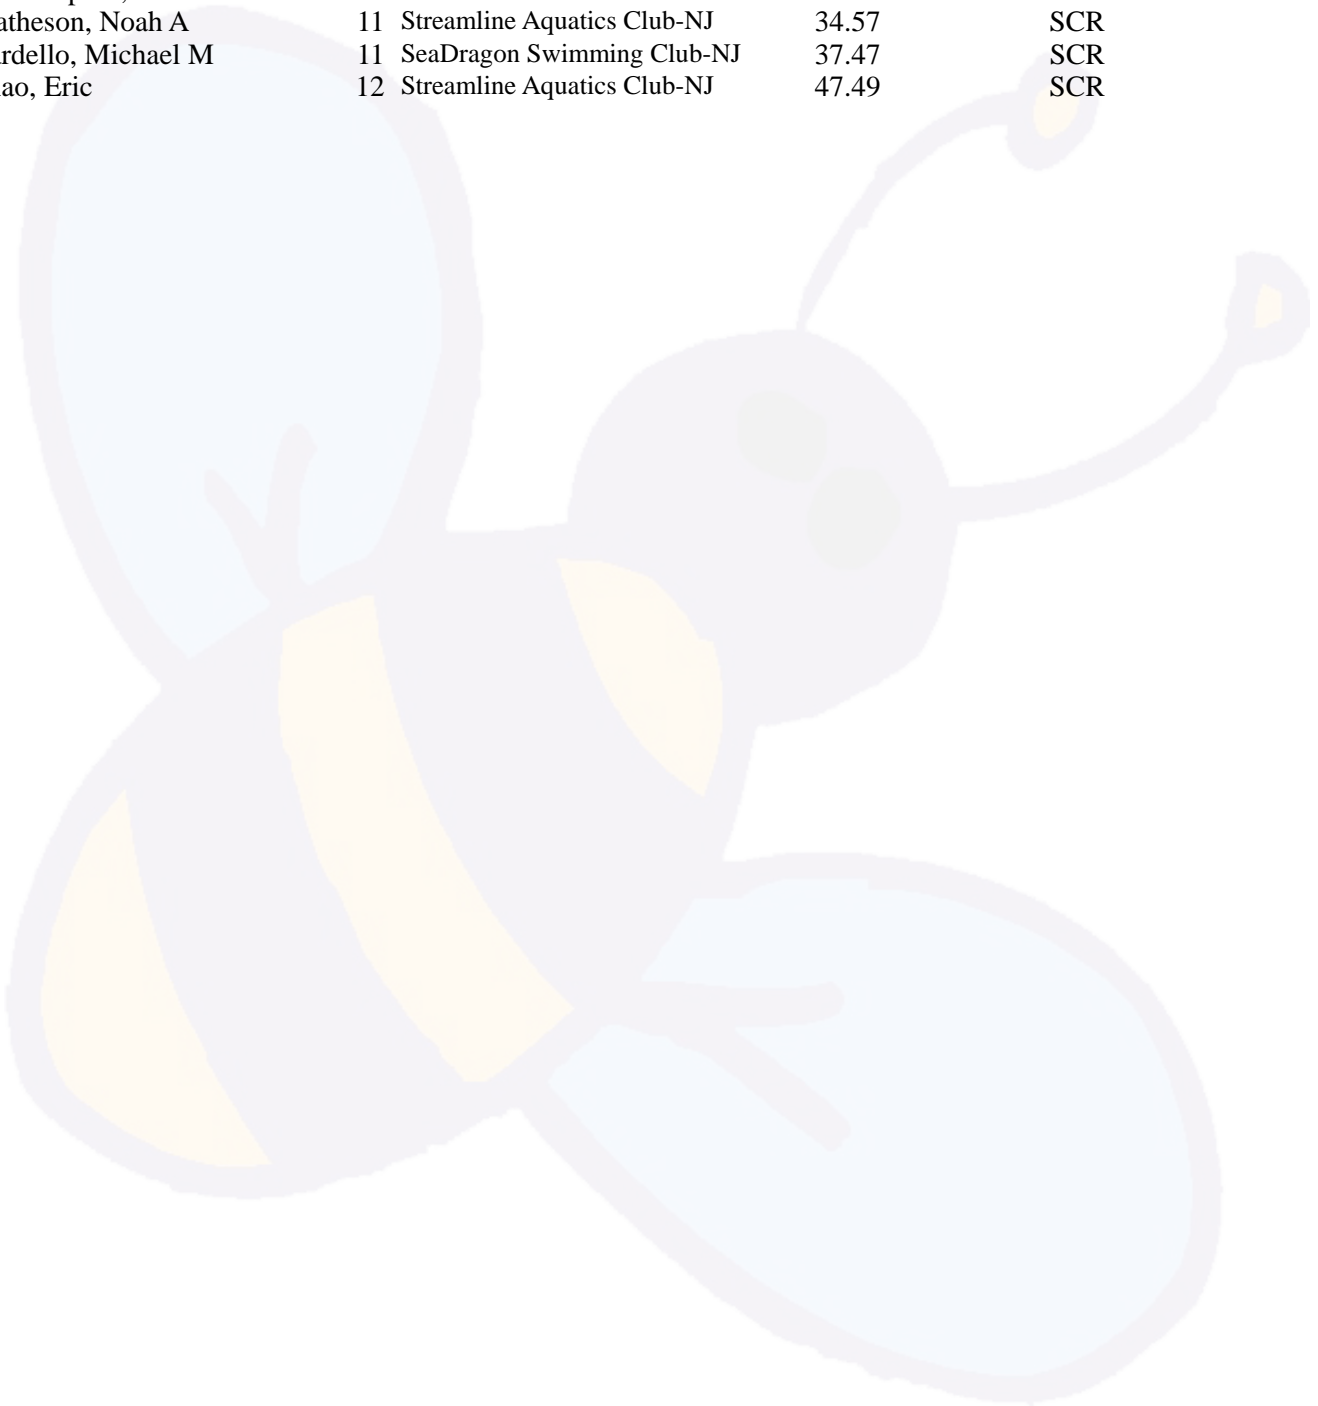 atheson, Noah A 11 Streamline Aquatics Club-NJ 34.57 SCR
ardello, Michael M 11 SeaDragon Swimming Club-NJ 37.47 SCR
ao, Eric 12 Streamline Aquatics Club-NJ 47.49 SCR